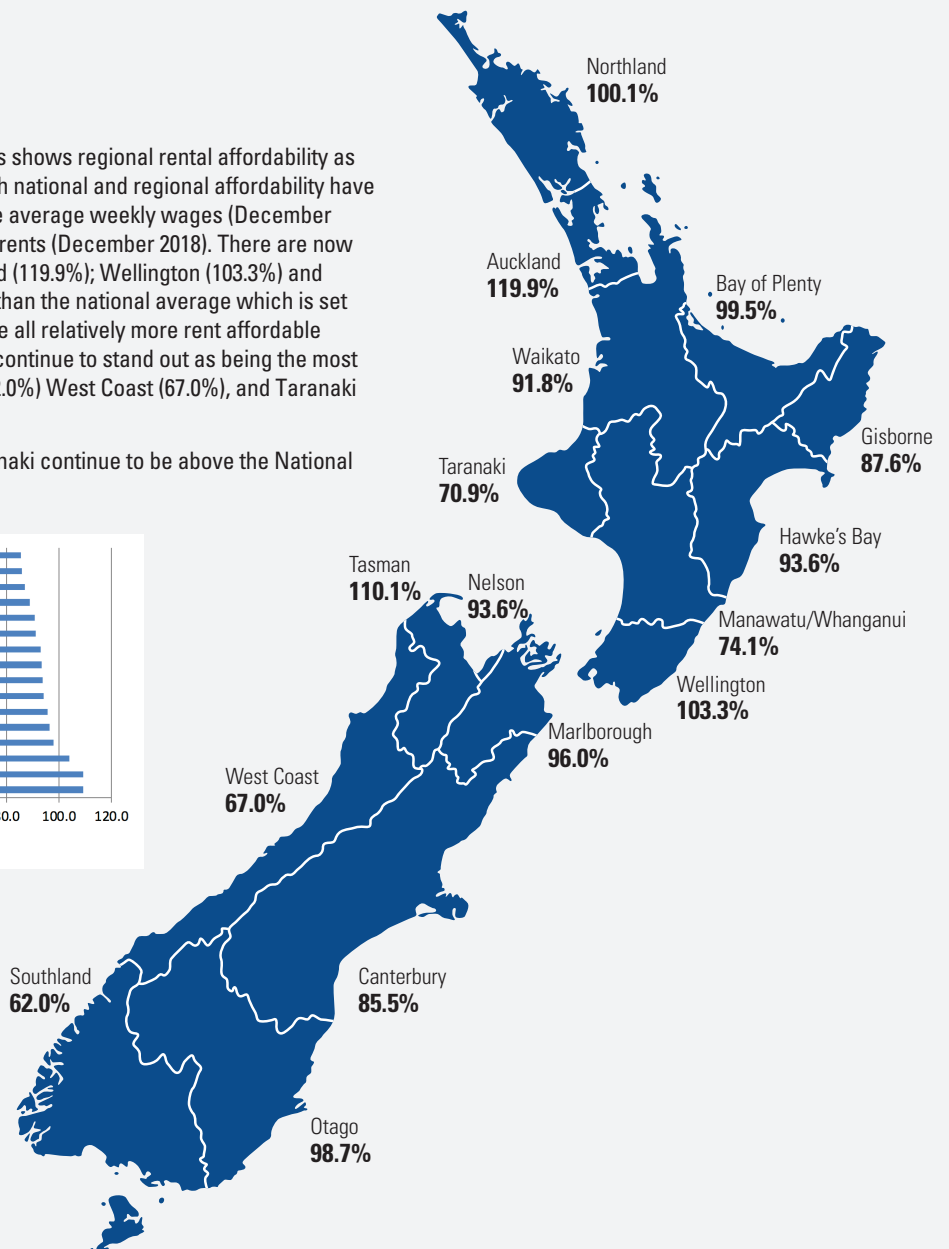 s shows regional rental affordability as
h national and regional affordability have
e average weekly wages (December
rents (December 2018). There are now
d (119.9%); Wellington (103.3%) and
than the national average which is set
e all relatively more rent affordable
continue to stand out as being the most
2.0%) West Coast (67.0%), and Taranaki
naki continue to be above the National
Northland
100.1%
Auckland
119.9%
Bay of Plenty
99.5%
Waikato
91.8%
Gisborne
87.6%
Taranaki
70.9%
Hawke's Bay
93.6%
Tasman
110.1%
Nelson
93.6%
Manawatu/Whanganui
74.1%
Wellington
103.3%
Marlborough
96.0%
West Coast
67.0%
0.0 100.0 120.0
Southland
62.0%
Canterbury
85.5%
Otago
98.7%